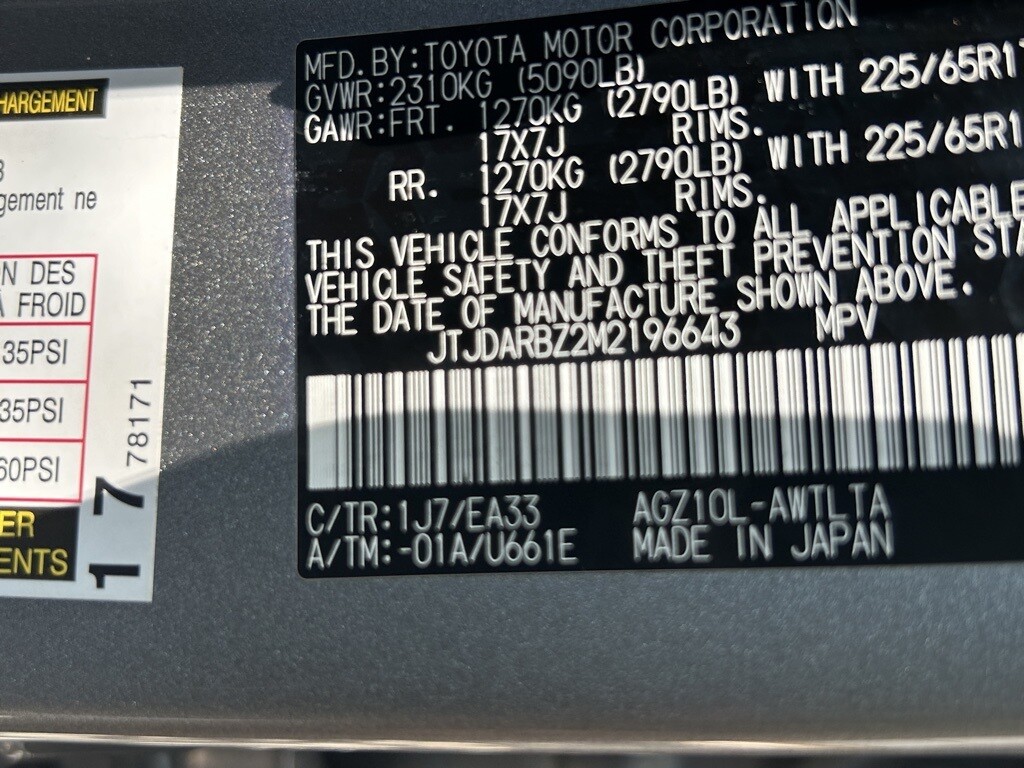 HARGEMENT
gement ne
ON DES
À FROID
35PSI
35PSI
60PSI
ER
ENTS
17
78171
MFD.BY:TOYOTA MOTOR CORPORATION
GVWR:2310KG (5090LB)
GAWR:FRT. 1270KG (2790LB) WITH 225/65R17
17X7J RIMS.
RR. 1270KG (2790LB) WITH 225/65R1
17X7J RIMS.
THIS VEHICLE CONFORMS TO ALL APPLICABLE
VEHICLE SAFETY AND THEFT PREVENTION STA
THE DATE OF MANUFACTURE SHOWN ABOVE.
JTJDARBZ2M2196643 MPV
C/TR:1J7/EA33 AGZ10L-AWTLTA
A/TM:-01A/U661E MADE IN JAPAN